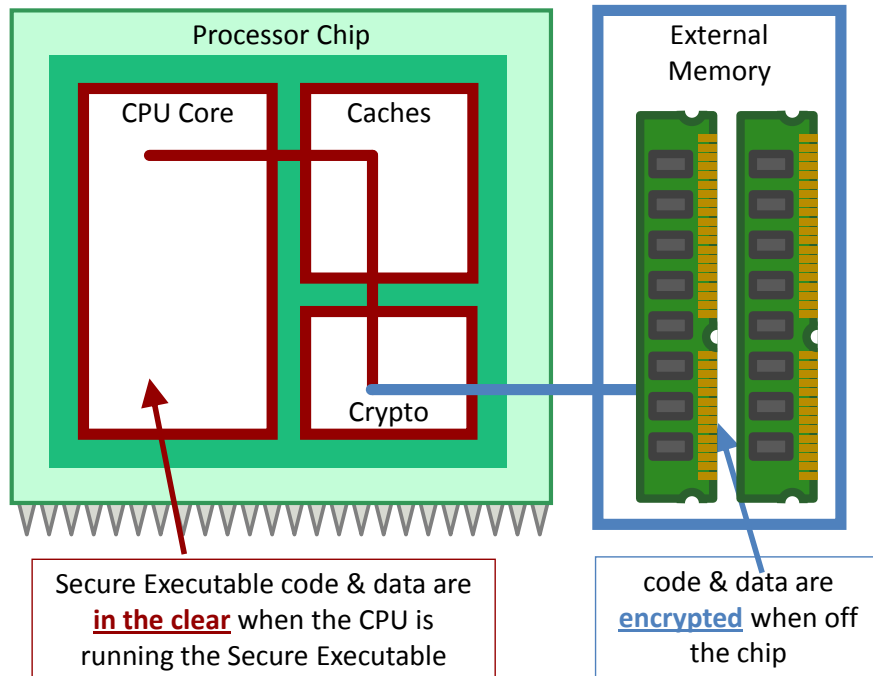 Processor Chip
External
Memory
CPU Core
Caches
Crypto
Secure Executable code & data are
in the clear when the CPU is
running the Secure Executable
code & data are
encrypted when off
the chip